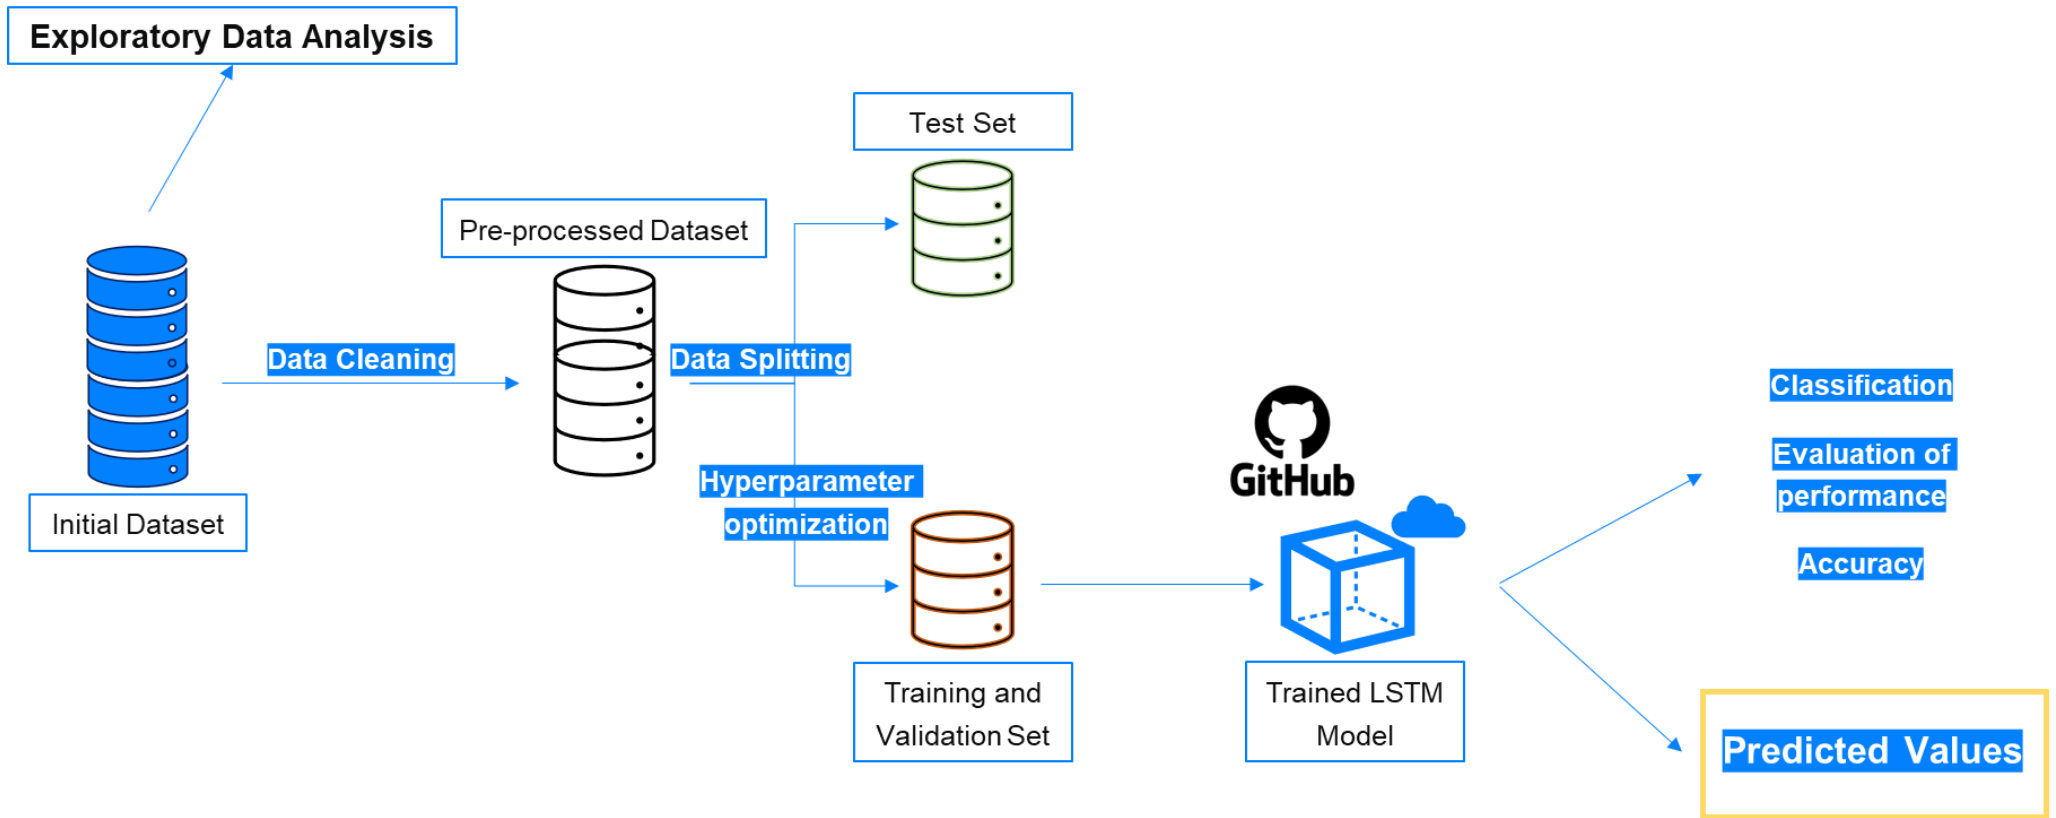 Exploratory Data Analysis
Test Set
Pre-processed Dataset
Data Cleaning
Data Splitting
Initial Dataset
Hyperparameter
optimization
GitHub
Training and
Validation Set
Trained LSTM
Model
Classification
Evaluation of
performance
Accuracy
Predicted Values